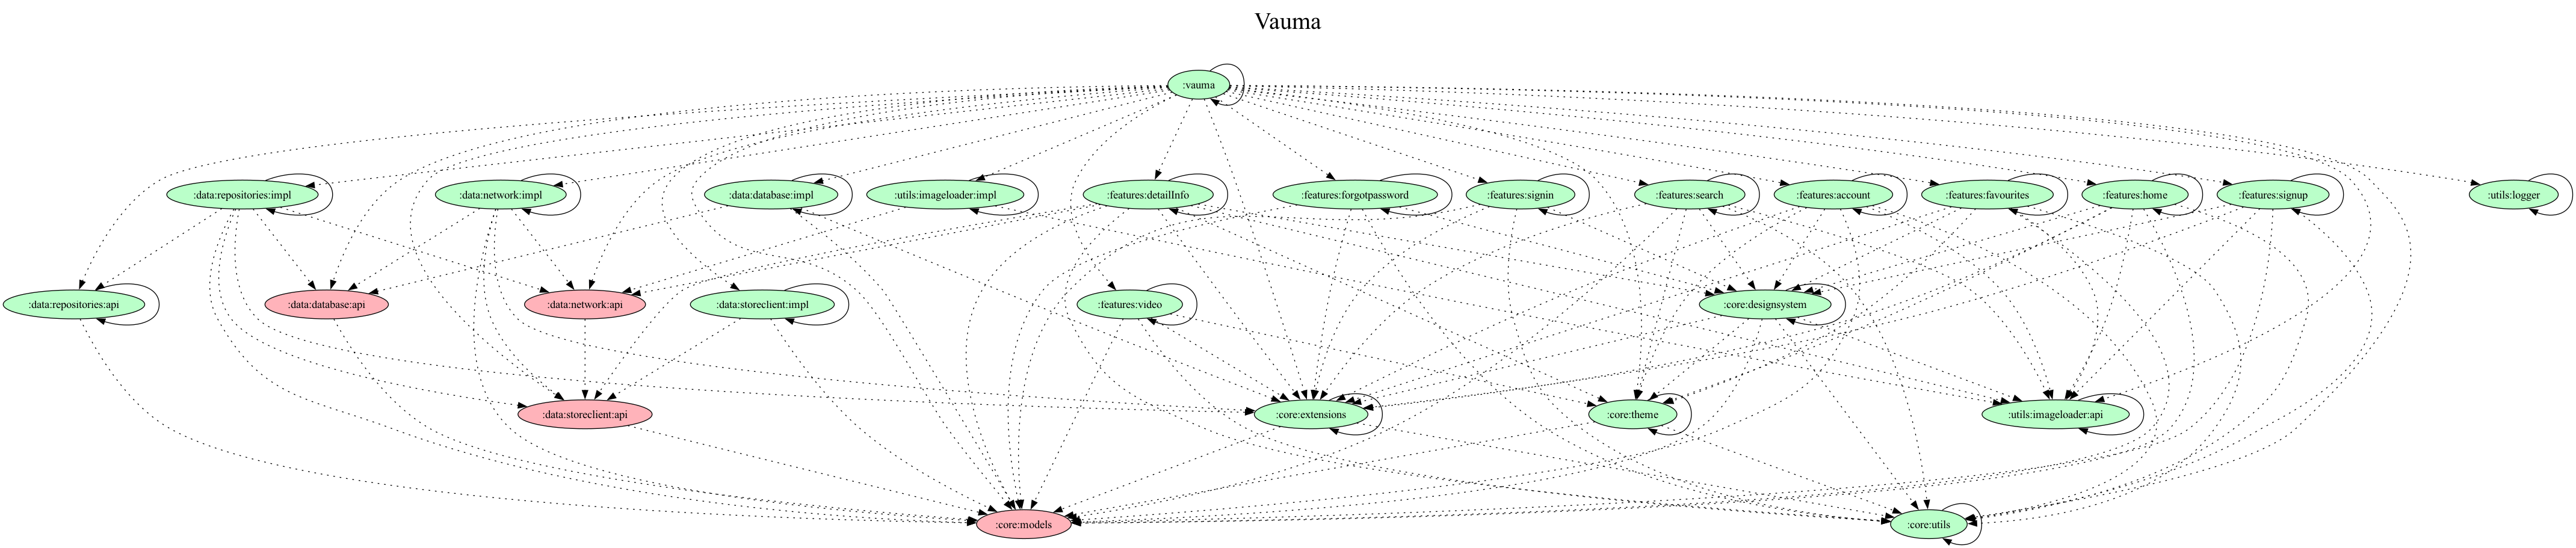 Vauma
:vauma
:data:repositories:impl
:data:network:impl
:data:database:impl
:utils:imageloader:impl
:features:detailInfo
:features:forgotpassword
:features:signin
:features:search
:features:account
:features:favourites
:features:home
:features:signup
:utils:logger
:data:repositories:api
:data:database:api
:data:network:api
:data:storeclient:impl
:features:video
:core:designsystem
:data:storeclient:api
:core:extensions
:core:theme
:utils:imageloader:api
:core:models
:core:utils